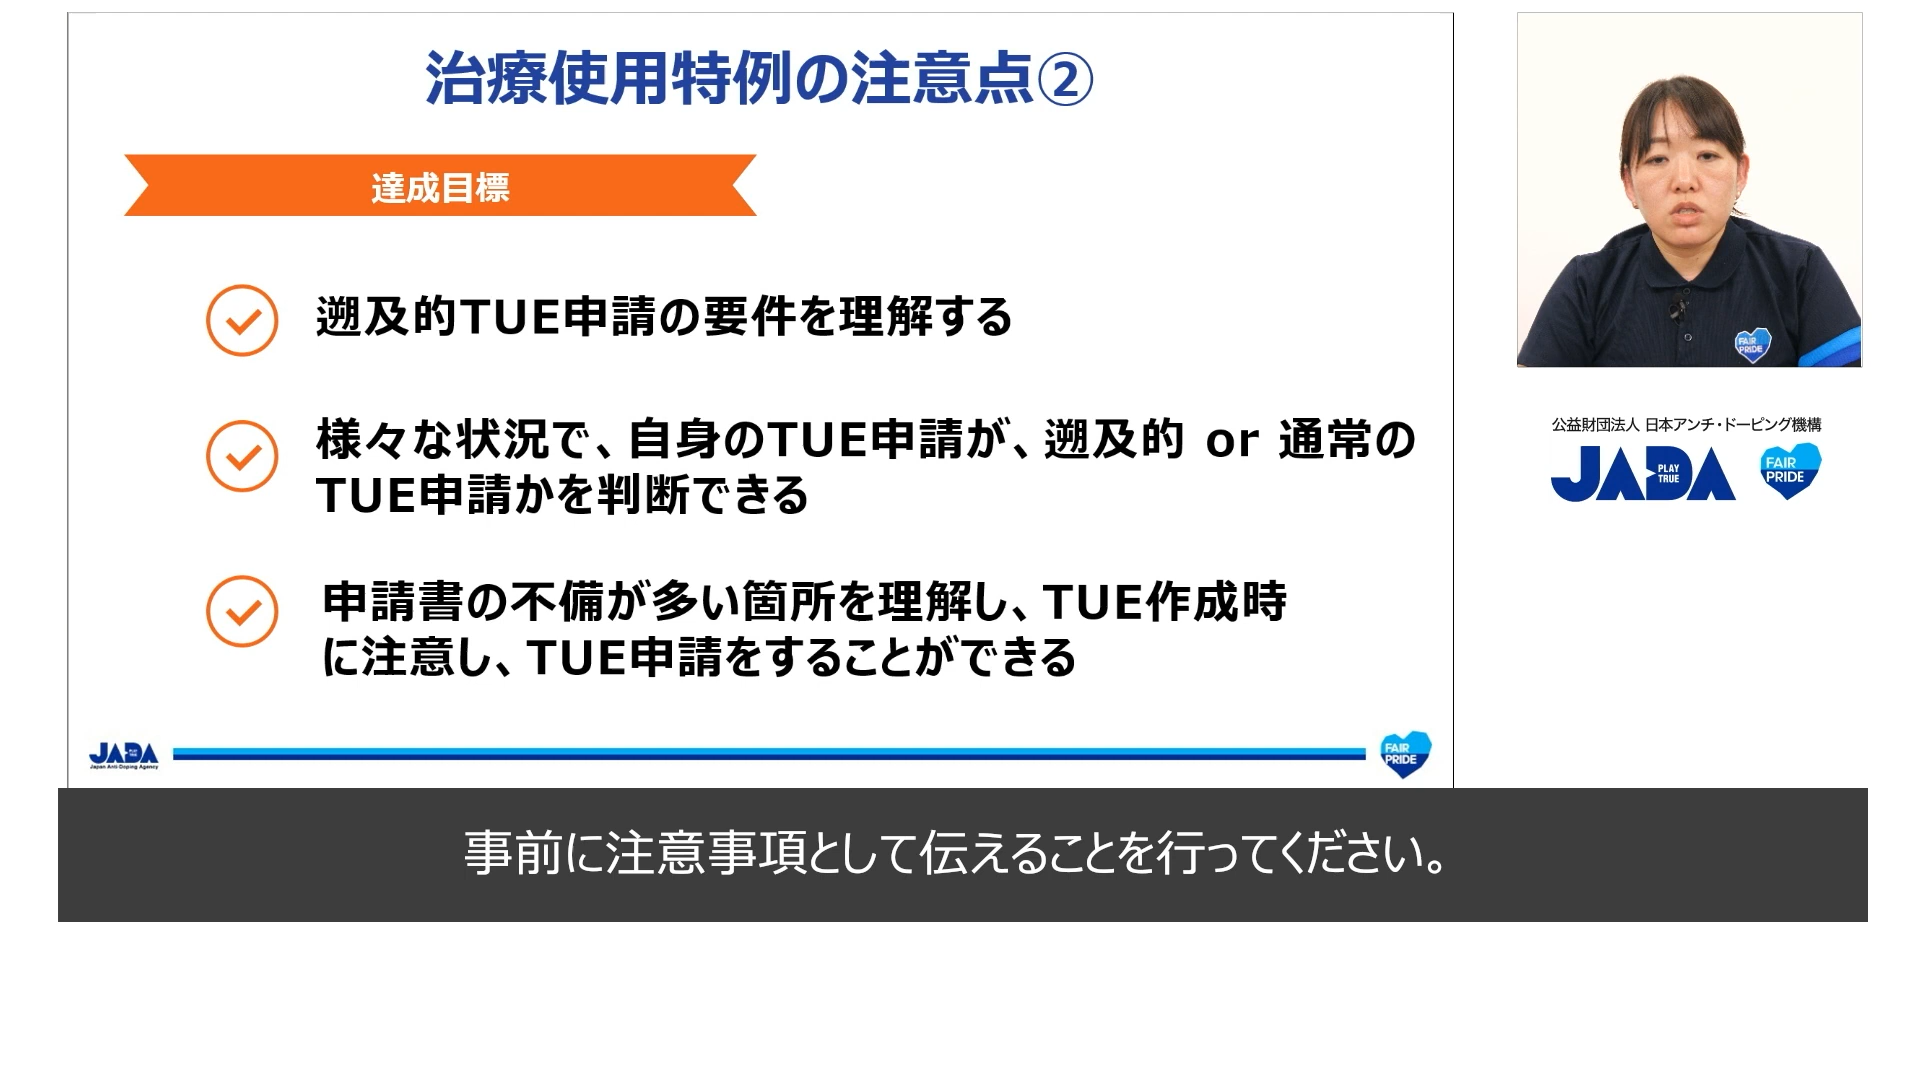 治療使用特例の注意点②
達成目標
遡及的TUE申請の要件を理解する
様々な状況で、自身のTUE申請が、遡及的 or 通常の
TUE申請かを判断できる
申請書の不備が多い箇所を理解し、TUE作成時
に注意し、TUE申請をすることができる
JADA
PLAY
TRUE
Japan Anti-Doping Agency
FAIR
PRIDE
FAIR
PRIDE
公益財団法人 日本アンチ・ドーピング機構
JADA
PLAY
TRUE
FAIR
PRIDE
事前に注意事項として伝えることを行ってください。